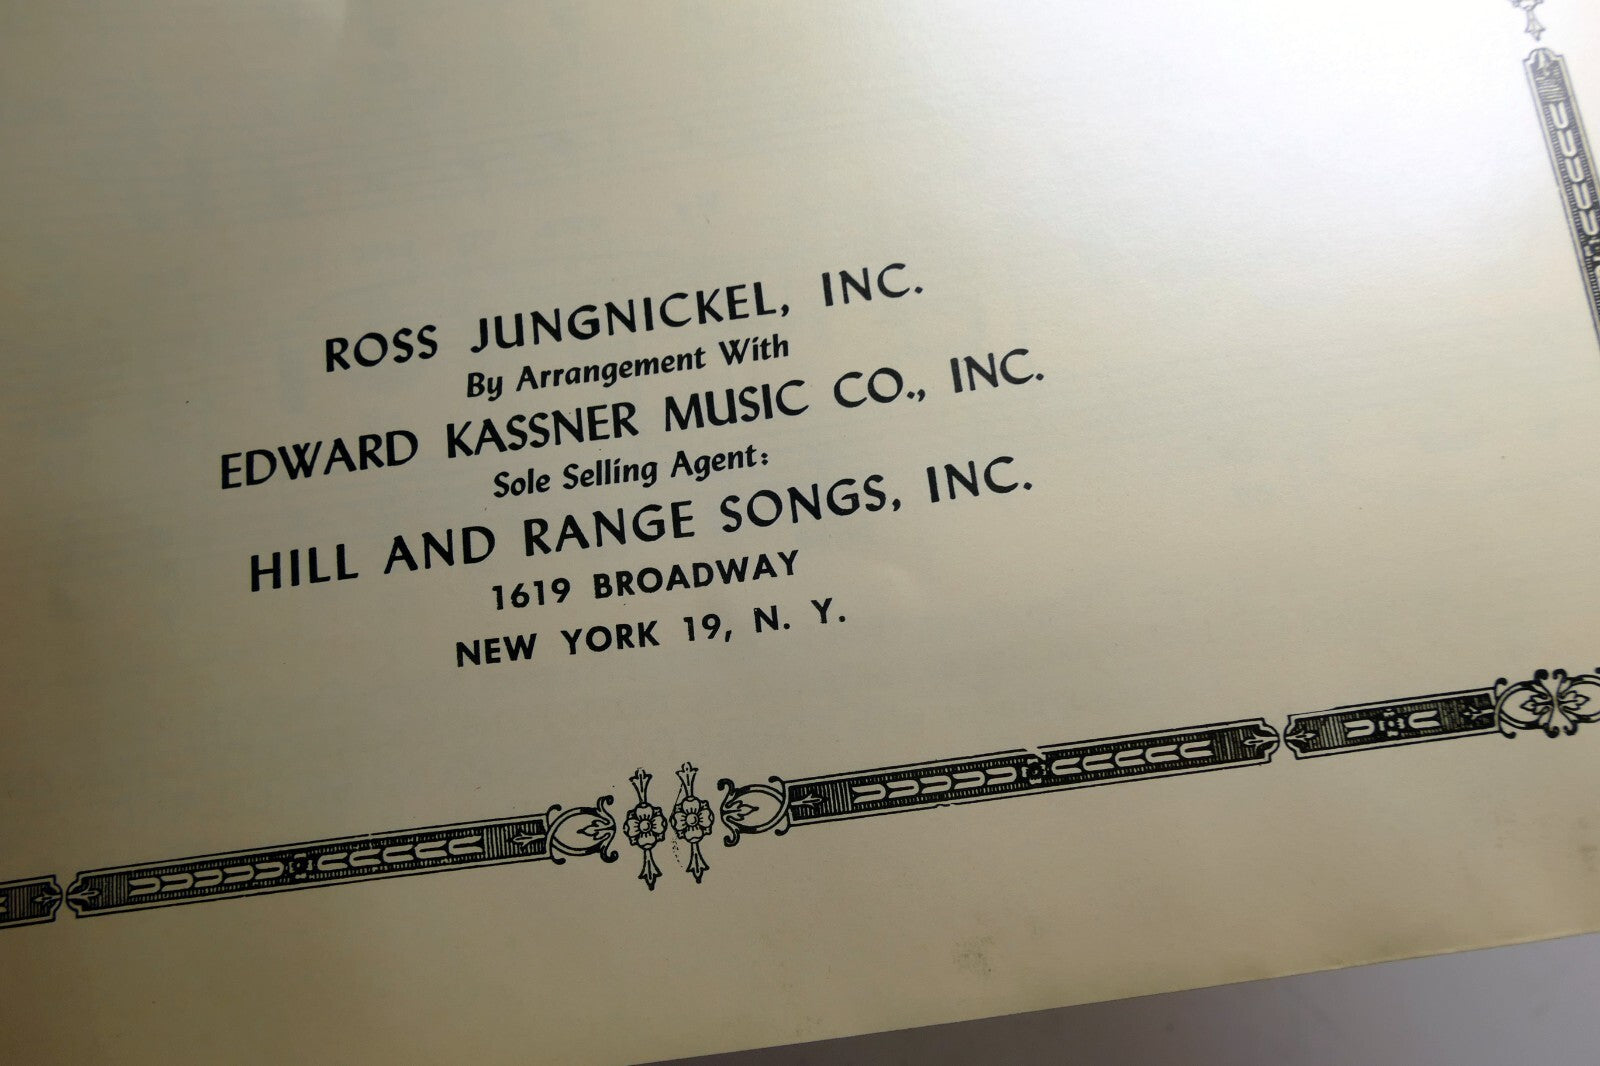 ROSS JUNGNICKEL, INC.
By Arrangement With
EDWARD KASSNER MUSIC CO., INC.
Sole Selling Agent:
HILL AND RANGE SONGS, INC.
1619 BROADWAY
NEW YORK 19, N. Y.